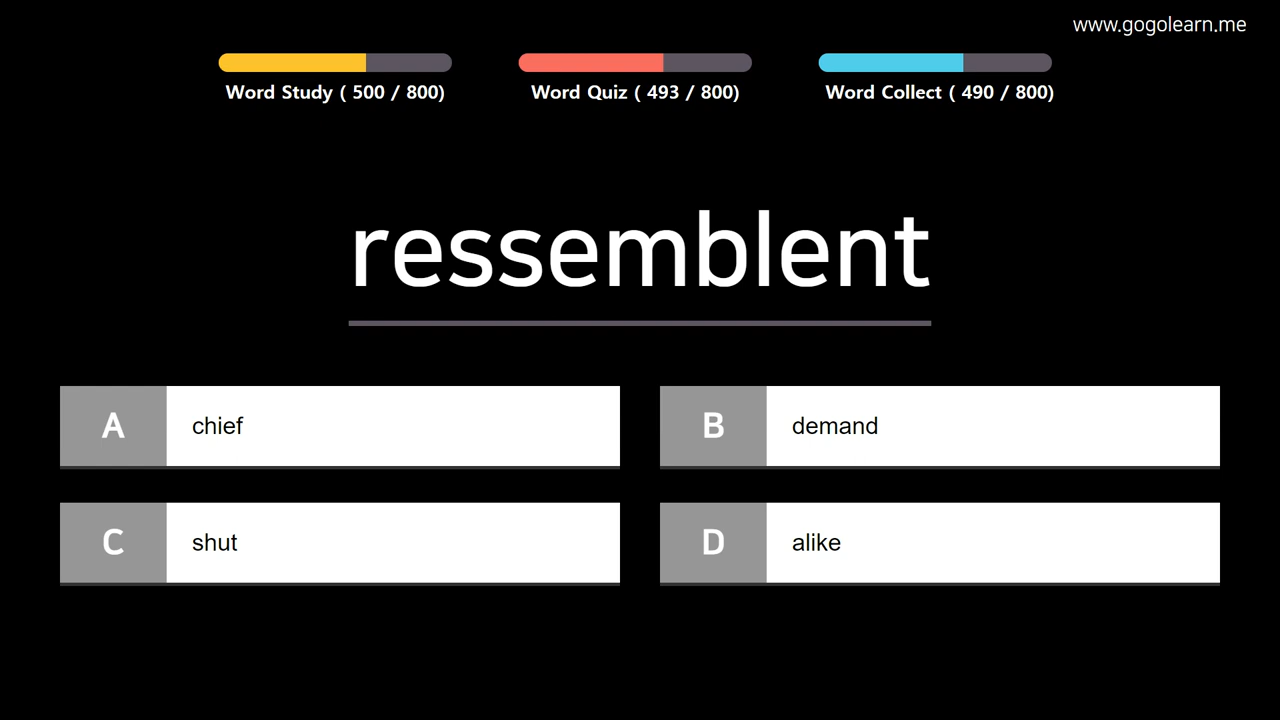 www.gogolearn.me
Word Study ( 500 / 800)
Word Quiz ( 493 / 800)
Word Collect ( 490 / 800)
ressemblent
A chief
B demand
C shut
D alike